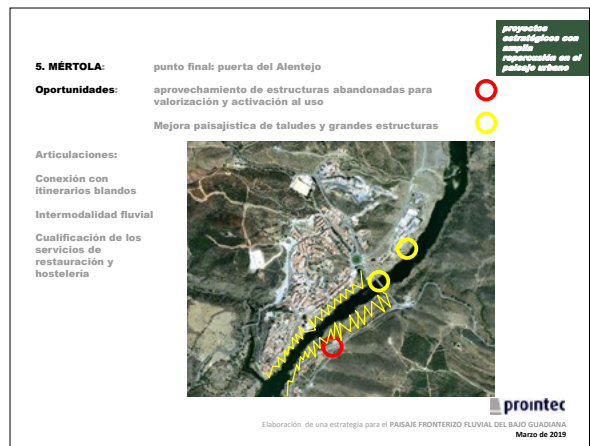 proyectos
estratégicos con
amplia
repercusión en el
paisaje urbano
5. MÉRTOLA: punto final: puerta del Alentejo
Oportunidades: aprovechamiento de estructuras abandonadas para
valorización y activación al uso
Mejora paisajística de taludes y grandes estructuras
Articulaciones:
Conexión con
itinerarios blandos
Intermodalidad fluvial
Cualificación de los
servicios de
restauración y
hostelería
prointec
Elaboración de una estrategia para el PAISAJE FRONTERIZO FLUVIAL DEL BAJO GUADIANA
Marzo de 2019